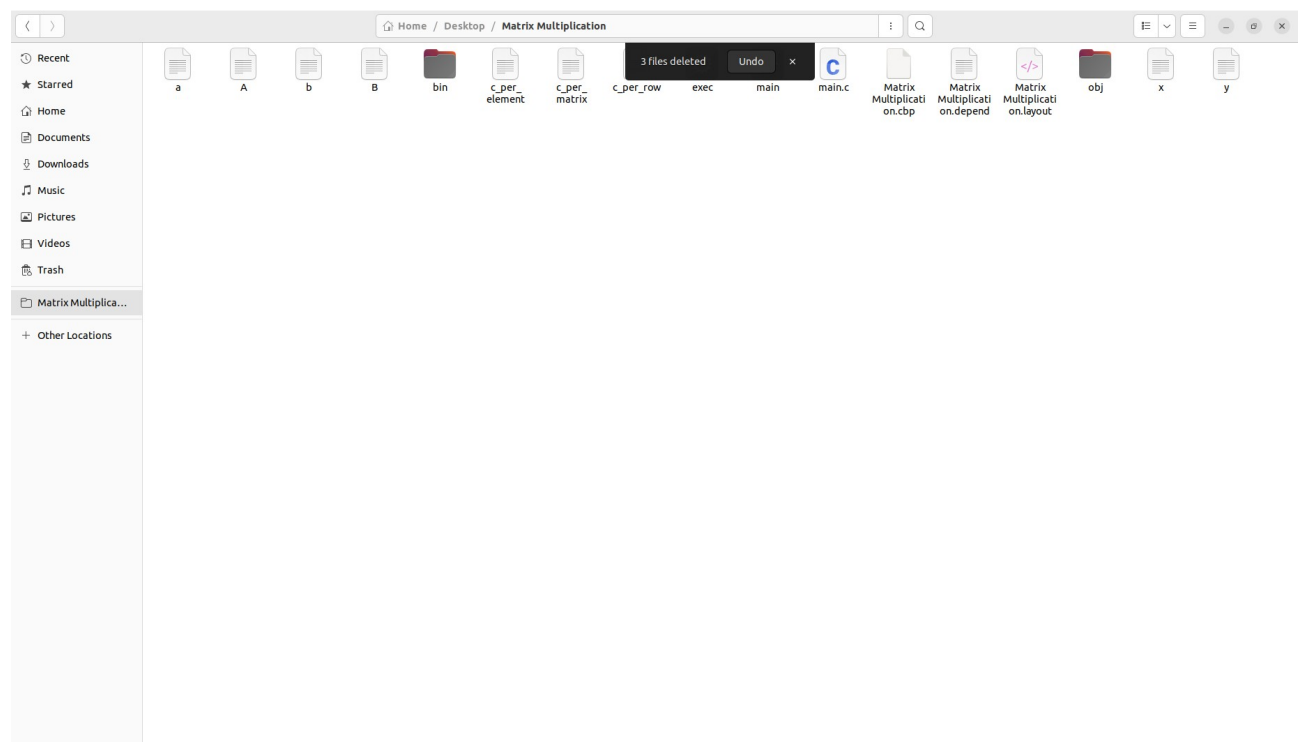 Home / Desktop / Matrix Multiplication
Recent
Starred
Home
Documents
Downloads
Music
Pictures
Videos
Trash
Matrix Multiplica...
+ Other Locations
3 files deleted Undo
a A b B bin c_per_ c_per_ c_per_row exec main main.c Matrix Matrix Matrix obj x y
element matrix Multiplicati Multiplicati Multiplicati
on.cbp on.depend on.layout